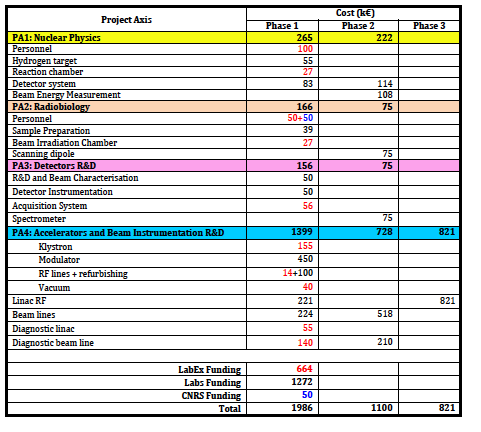 Project Axis Cost (k€)
Phase 1 Phase 2 Phase 3
PA1: Nuclear Physics 265 222
Personnel 100
Hydrogen target 55
Reaction chamber 27
Detector system 83 114
Beam Energy Measurement 108
PA2: Radiobiology 166 75
Personnel 50+50
Sample Preparation 39
Beam Irradiation Chamber 27
Scanning dipole 75
PA3: Detectors R&D 156 75
R&D and Beam Characterisation 50
Detector Instrumentation 50
Acquisition System 56
Spectrometer 75
PA4: Accelerators and Beam Instrumentation R&D 1399 728 821
Klystron 155
Modulator 450
RF lines + refurbishing 14+100
Vacuum 40
Linac RF 221 821
Beam lines 224 518
Diagnostic linac 55
Diagnostic beam line 140 210
LabEx Funding 664
Labs Funding 1272
CNRS Funding 50
Total 1986 1100 821